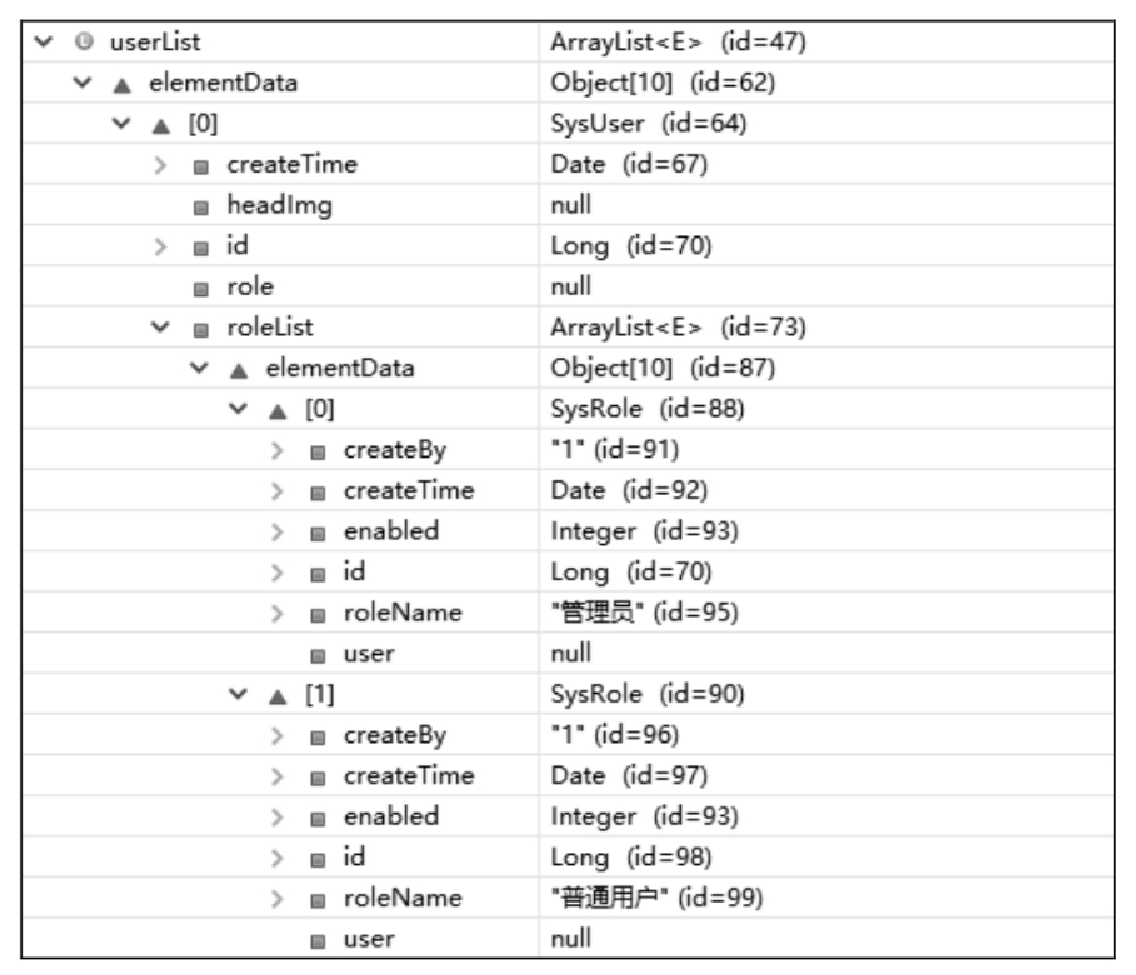 userList ArrayList<E> (id=47)
elementData Object[10] (id=62)
[0] SysUser (id=64)
createTime Date (id=67)
headImg null
id Long (id=70)
role null
roleList ArrayList<E> (id=73)
elementData Object[10] (id=87)
[0] SysRole (id=88)
createBy "1" (id=91)
createTime Date (id=92)
enabled Integer (id=93)
id Long (id=70)
roleName "管理员" (id=95)
user null
[1] SysRole (id=90)
createBy "1" (id=96)
createTime Date (id=97)
enabled Integer (id=93)
id Long (id=98)
roleName "普通用户" (id=99)
user null